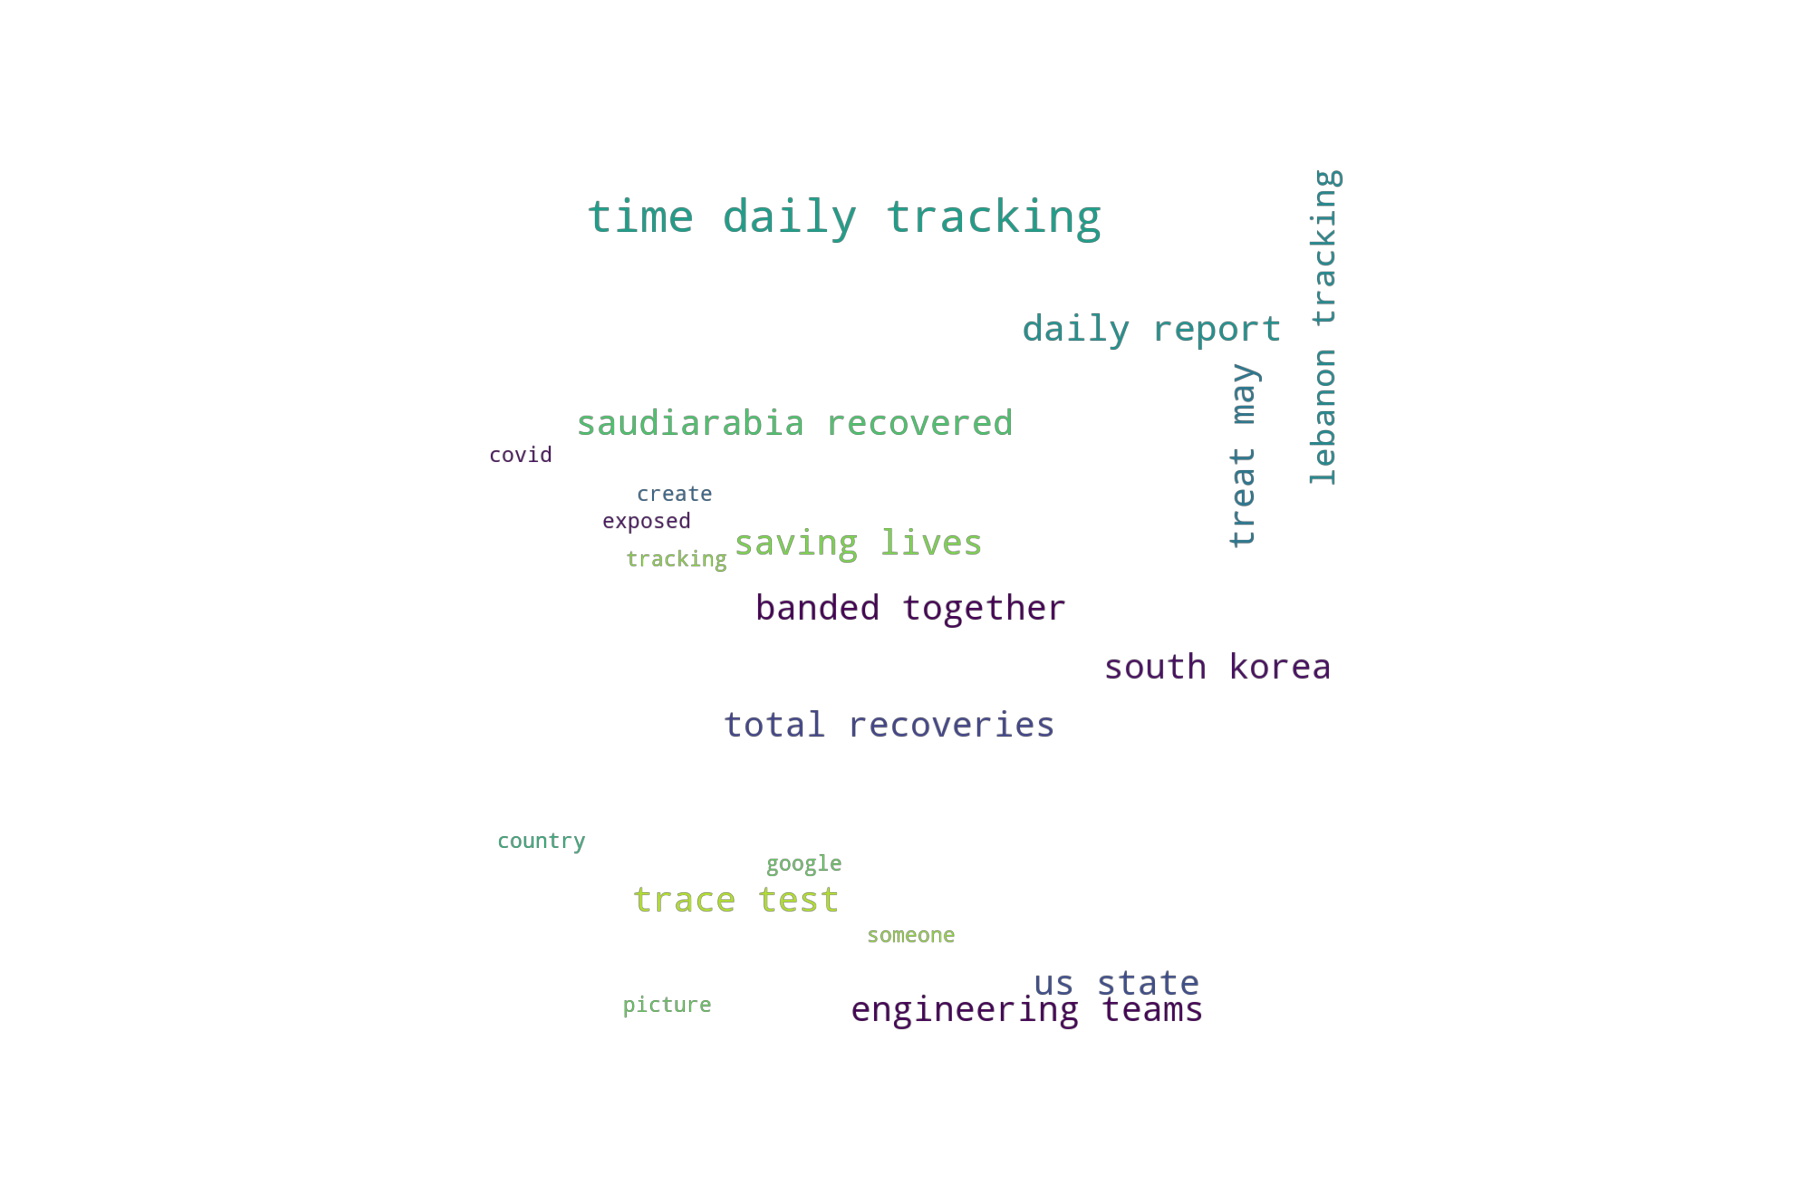 time daily tracking
lebanon tracking
daily report
treat may
saudiarabia recovered
covid
create
exposed
saving lives
tracking
banded together
south korea
total recoveries
country
google
trace test
someone
us state
picture
engineering teams